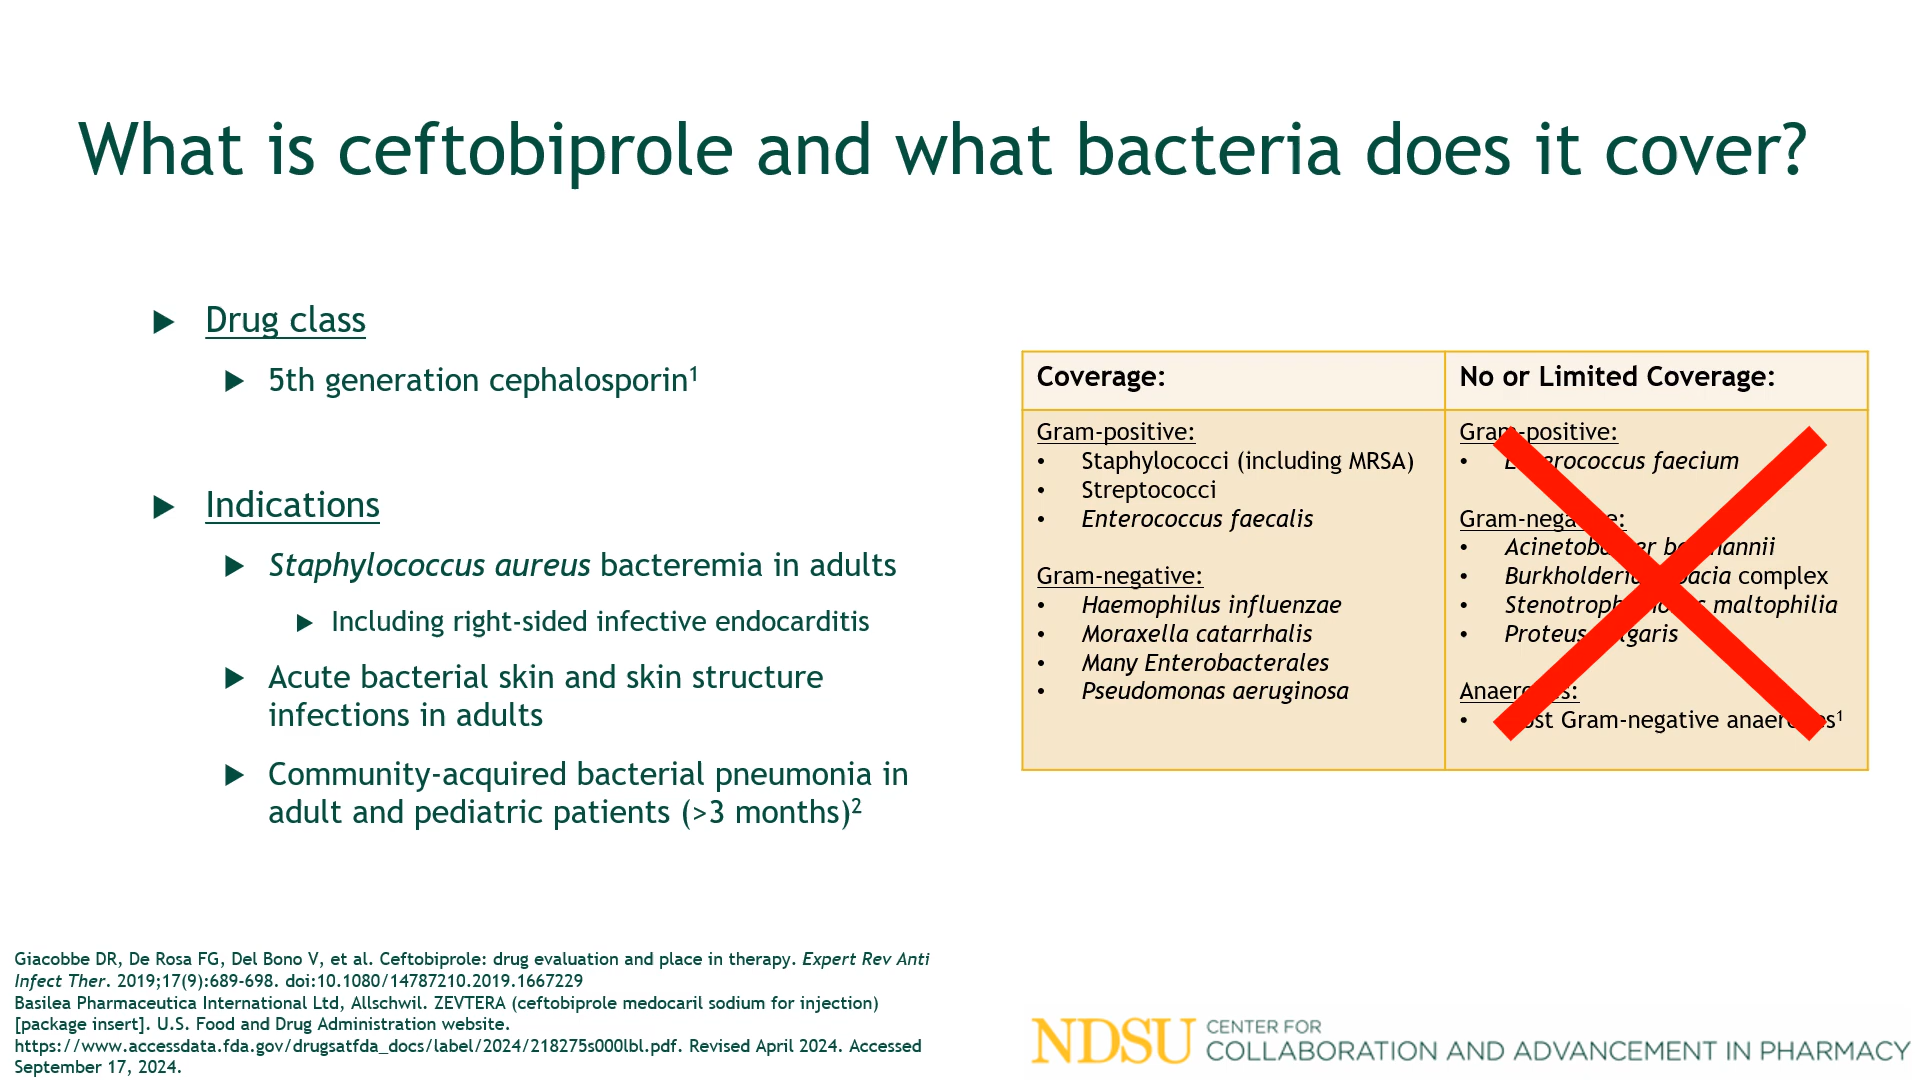 What is ceftobiprole and what bacteria does it cover?
▶ Drug class
▶ 5th generation cephalosporin¹
▶ Indications
▶ Staphylococcus aureus bacteremia in adults
▶ Including right-sided infective endocarditis
▶ Acute bacterial skin and skin structure
infections in adults
▶ Community-acquired bacterial pneumonia in
adult and pediatric patients (>3 months)²
Coverage:
Gram-positive:
• Staphylococci (including MRSA)
• Streptococci
• Enterococcus faecalis
Gram-negative:
• Haemophilus influenzae
• Moraxella catarrhalis
• Many Enterobacterales
• Pseudomonas aeruginosa
No or Limited Coverage:
Gram-positive:
• Enterococcus faecium
Gram-negative:
• Acinetobacter baumannii
• Burkholderia cepacia complex
• Stenotrophomonas maltophilia
• Proteus vulgaris
Anaerobes:
• Most Gram-negative anaerobes¹
Giacobbe DR, De Rosa FG, Del Bono V, et al. Ceftobiprole: drug evaluation and place in therapy. Expert Rev Anti
Infect Ther. 2019;17(9):689-698. doi:10.1080/14787210.2019.1667229
Basilea Pharmaceutica International Ltd, Allschwil. ZEVTERA (ceftobiprole medocaril sodium for injection)
[package insert]. U.S. Food and Drug Administration website.
https://www.accessdata.fda.gov/drugsatfda_docs/label/2024/218275s000lbl.pdf. Revised April 2024. Accessed
September 17, 2024.
NDSU CENTER FOR
COLLABORATION AND ADVANCEMENT IN PHARMACY